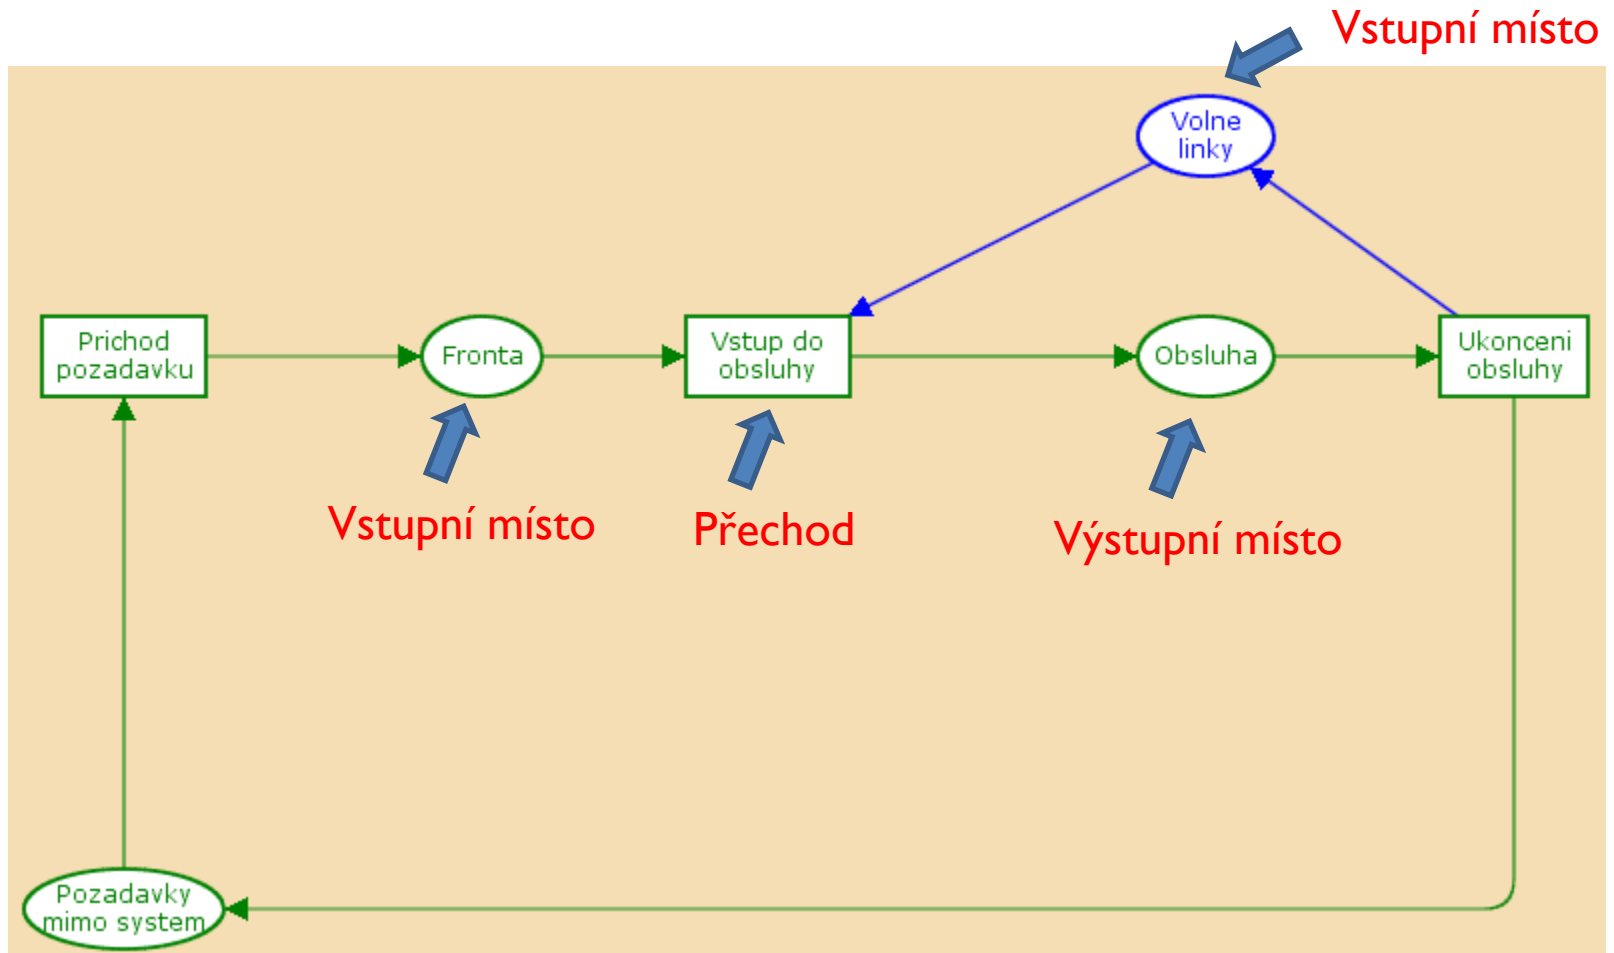 Vstupní místo
Volne
linky
Prichod
pozadavku
Fronta
Vstup do
obsluhy
Obsluha
Ukonceni
obsluhy
Vstupní místo
Přechod
Výstupní místo
Pozadavky
mimo system